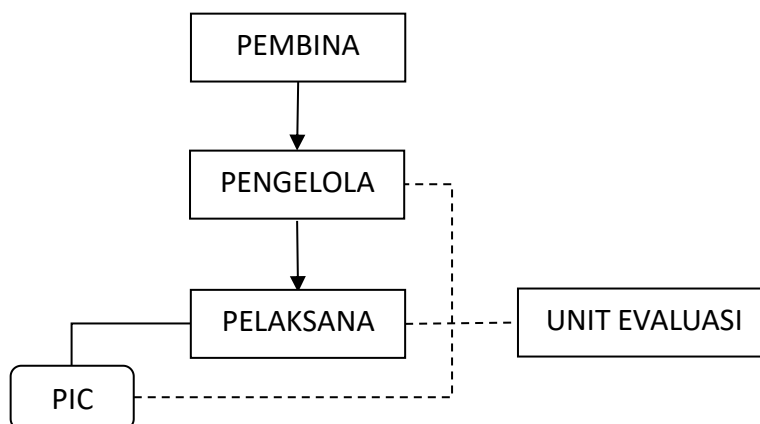 PEMBINA
PENGELOLA
PELAKSANA
UNIT EVALUASI
PIC